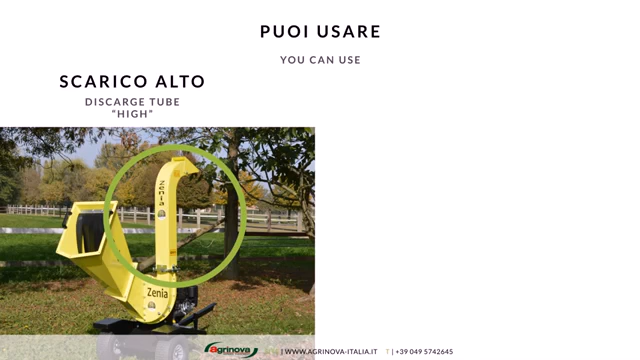 PUOI USARE
YOU CAN USE
SCARICO ALTO
DISCHARGE TUBE
“HIGH”
Zenia
Zenia
agrinova | WWW.AGRINOVA-ITALIA.IT T | +39 049 5742645